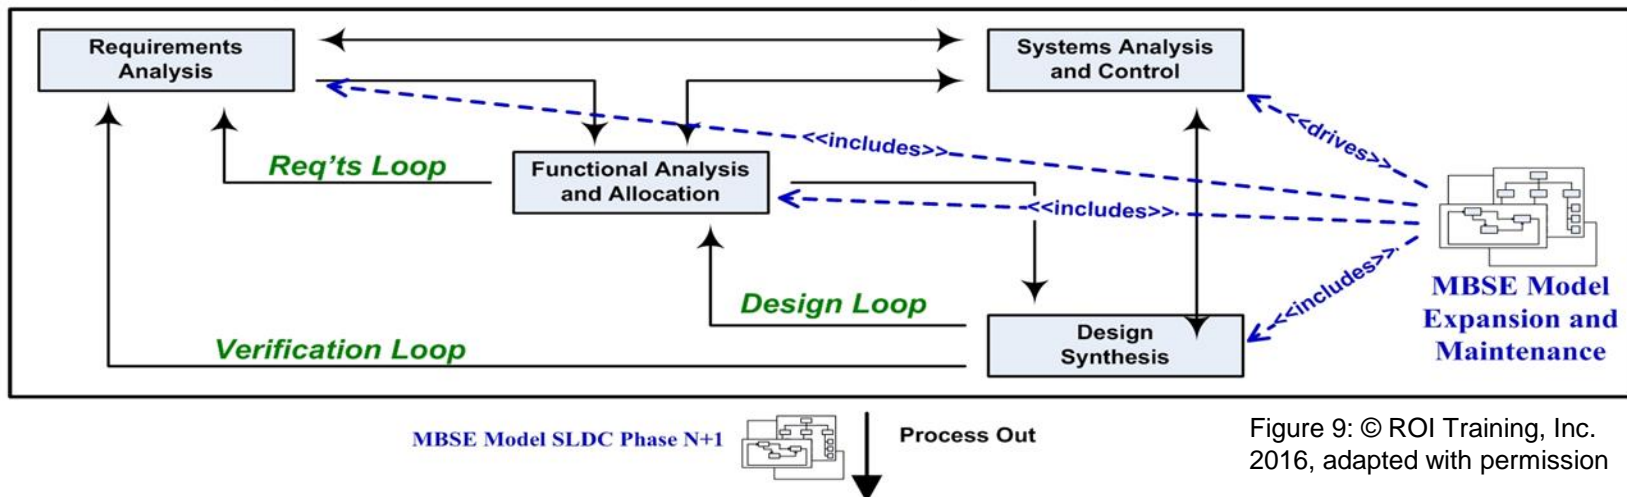 Requirements
Analysis
Systems Analysis
and Control
<<drives>>
<<includes>>
Req'ts Loop
Functional Analysis
and Allocation
<<includes>>
Design Loop
<<includes>>
MBSE Model
Expansion and
Maintenance
Verification Loop
Design
Synthesis
MBSE Model SLDC Phase N+1
Process Out
Figure 9: © ROI Training, Inc.
2016, adapted with permission